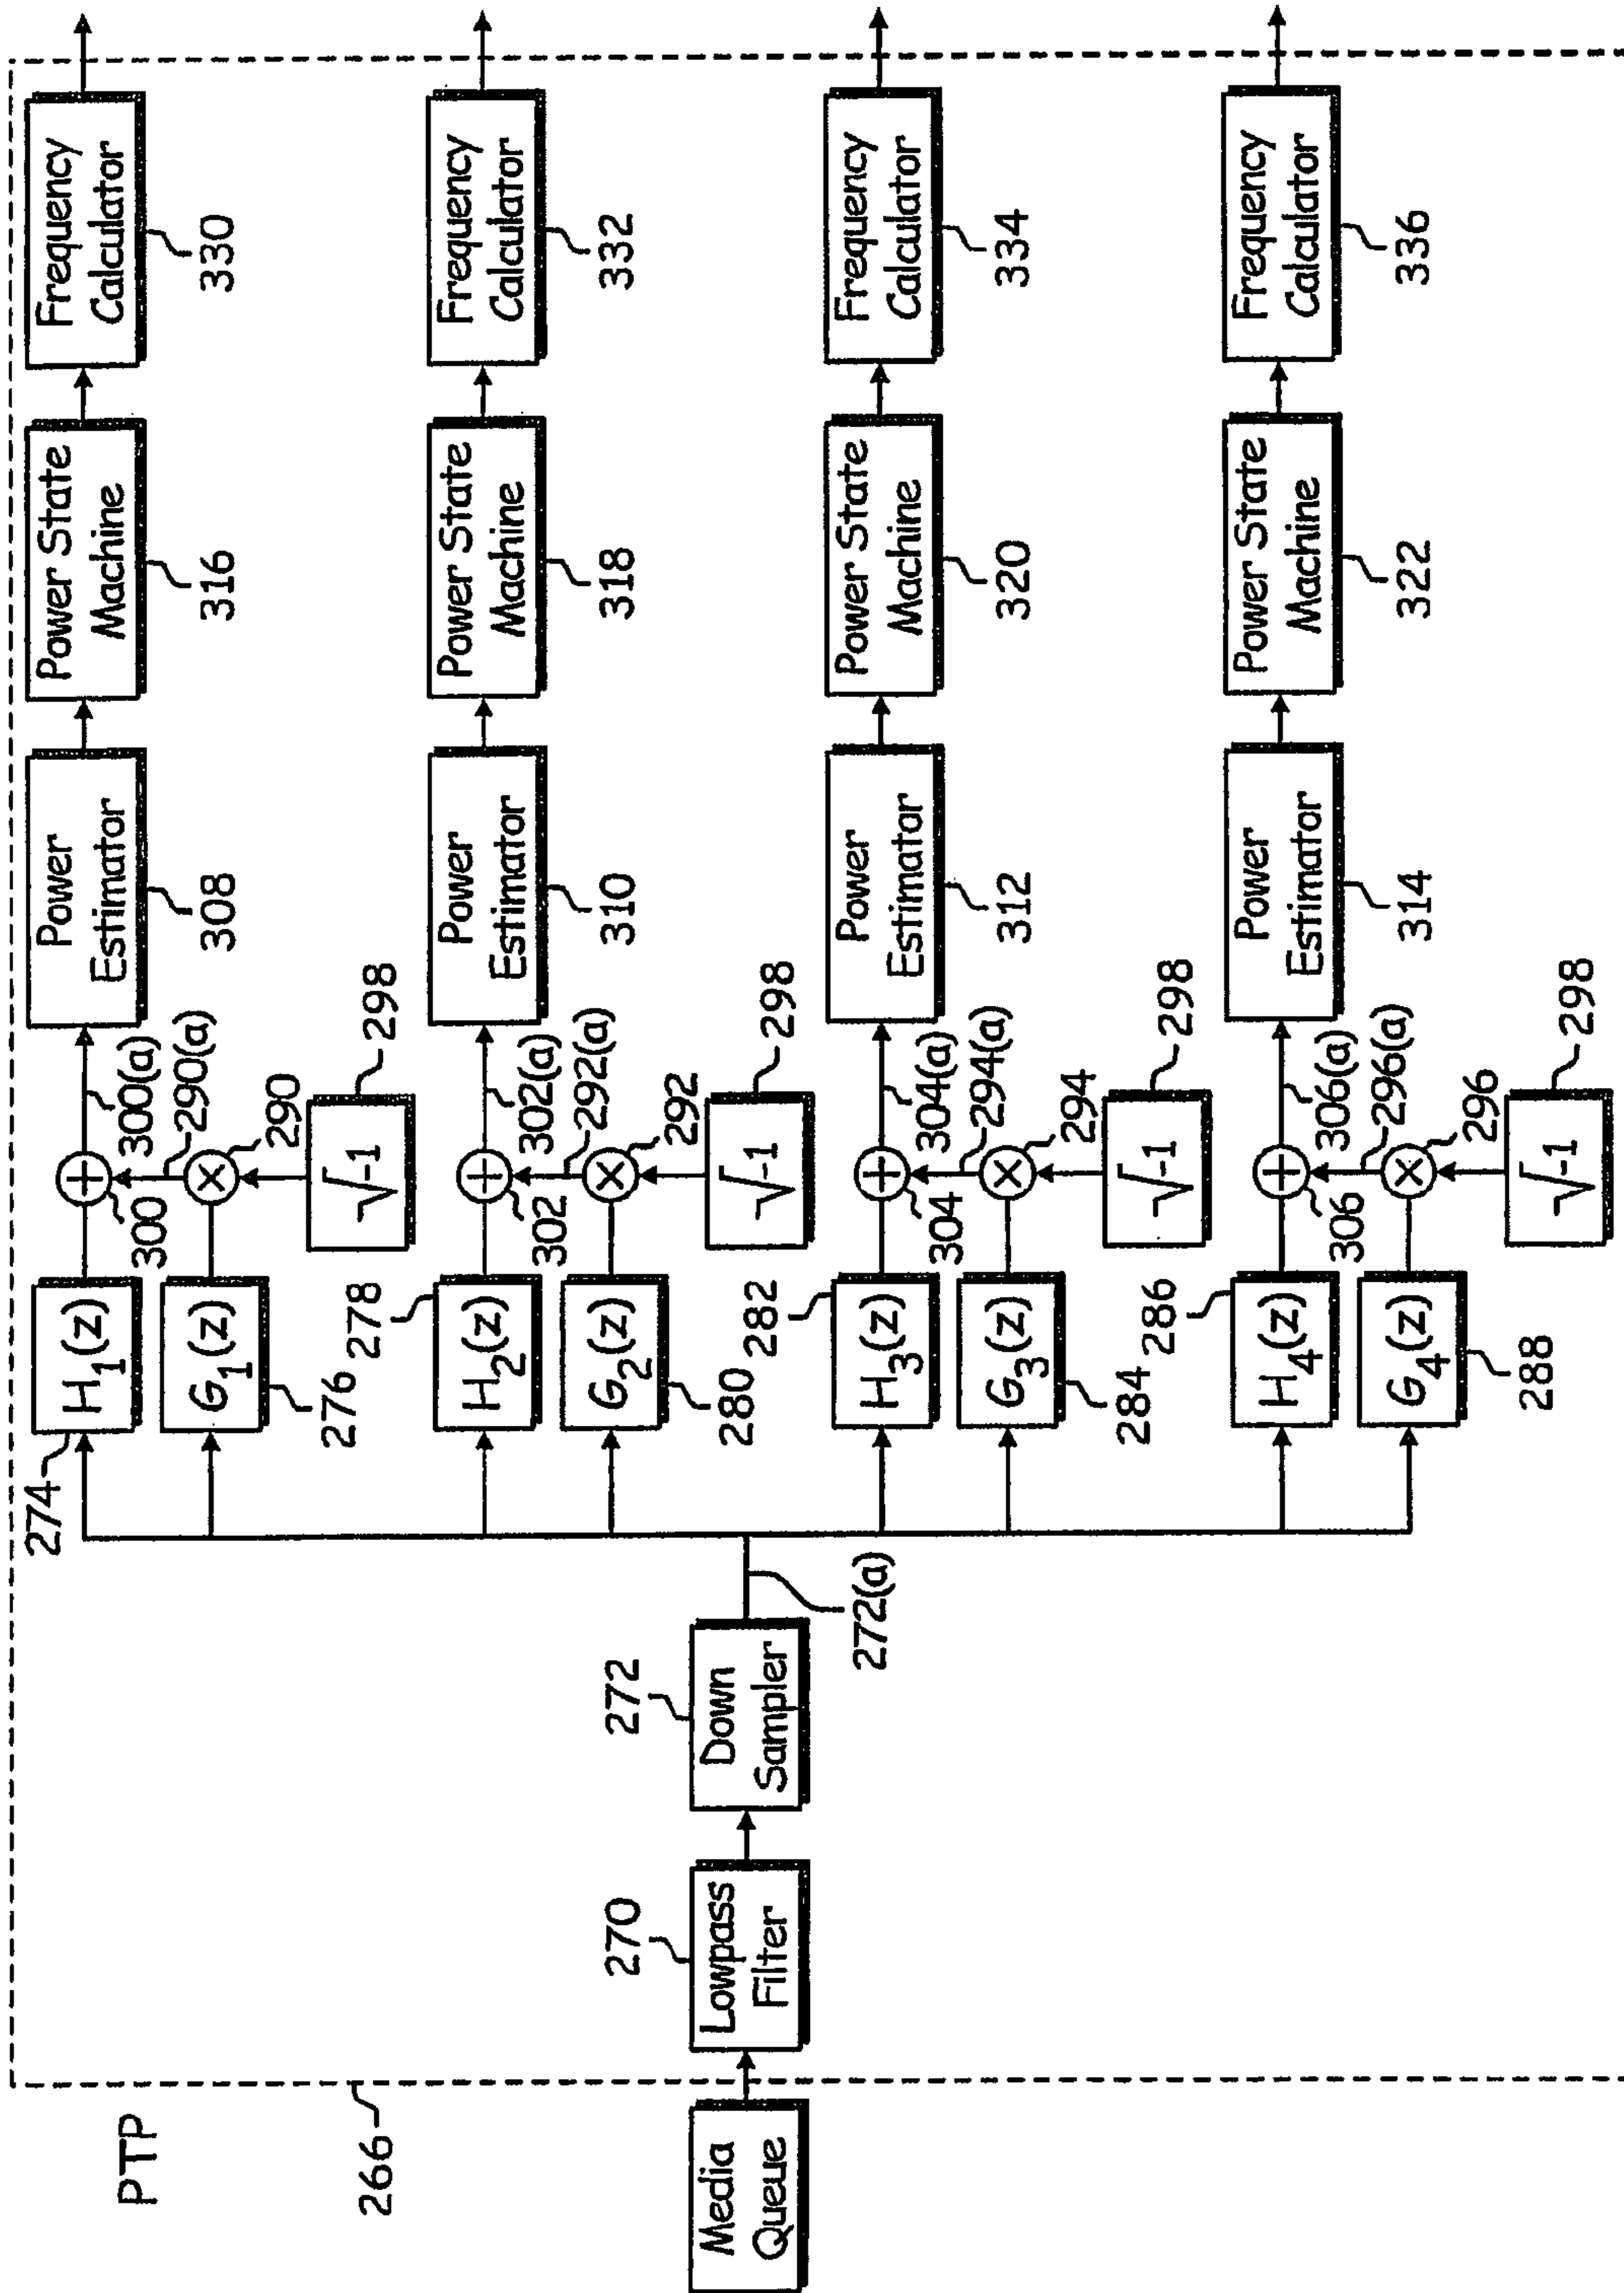 PTP
266
Media
Queue
270
Lowpass
Filter
272
Down
Sampler
272(a)
274
H1(z)
G1(z)
276
300
300(a)
290(a)
290
√-1
298
Power
Estimator
308
Power State
Machine
316
Frequency
Calculator
330
278
H2(z)
G2(z)
280
302
302(a)
292(a)
292
√-1
298
Power
Estimator
310
Power State
Machine
318
Frequency
Calculator
332
282
H3(z)
G3(z)
284
304
304(a)
294(a)
294
√-1
298
Power
Estimator
312
Power State
Machine
320
Frequency
Calculator
334
286
H4(z)
G4(z)
288
306
306(a)
296(a)
296
√-1
298
Power
Estimator
314
Power State
Machine
322
Frequency
Calculator
336